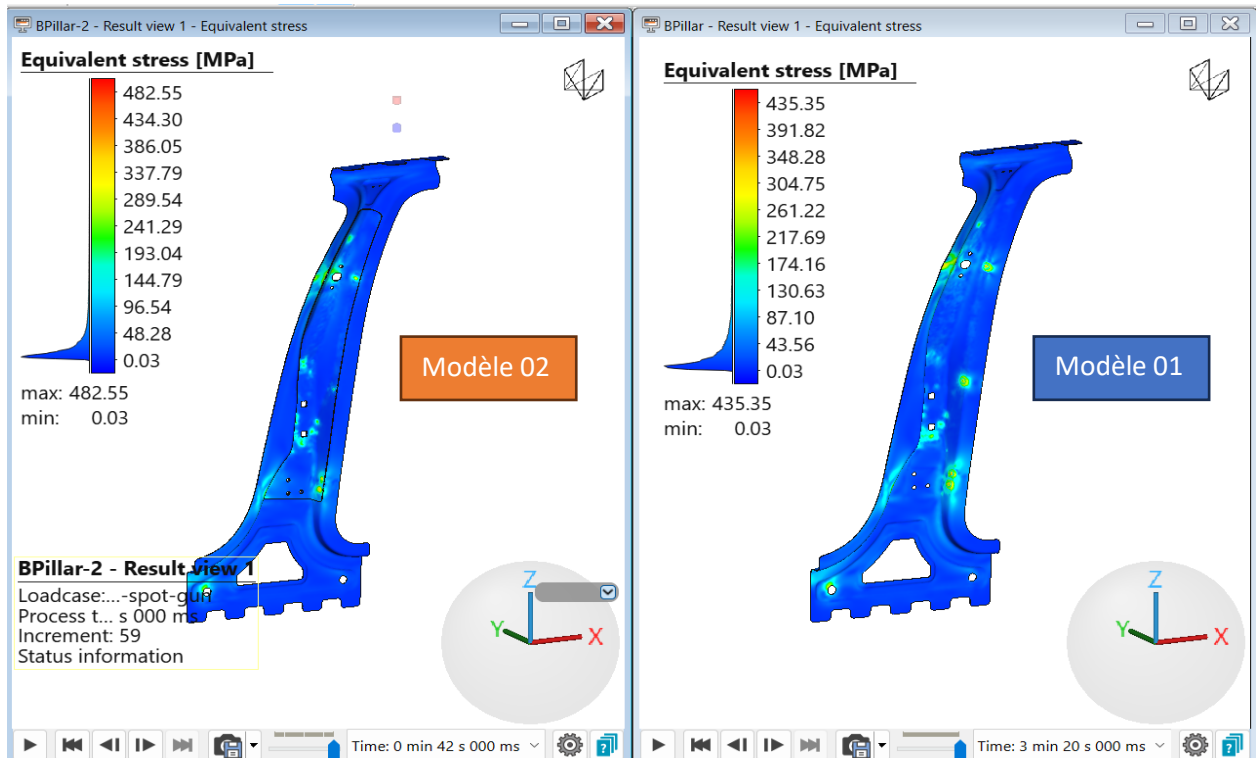 BPillar-2 - Result view 1 - Equivalent stress
Equivalent stress [MPa]
482.55
434.30
386.05
337.79
289.54
241.29
193.04
144.79
96.54
48.28
0.03
max: 482.55
min: 0.03
Modèle 02
BPillar-2 - Result view 1
Loadcase:...-spot-gun
Process t... s 000 ms
Increment: 59
Status information
Z
Y
X
Time: 0 min 42 s 000 ms
BPillar - Result view 1 - Equivalent stress
Equivalent stress [MPa]
435.35
391.82
348.28
304.75
261.22
217.69
174.16
130.63
87.10
43.56
0.03
max: 435.35
min: 0.03
Modèle 01
Z
Y
X
Time: 3 min 20 s 000 ms